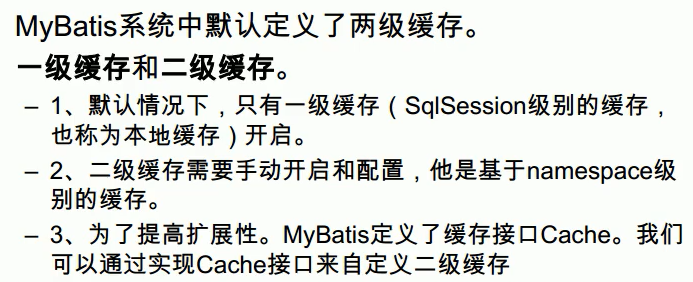 MyBatis系统中默认定义了两级缓存。
一级缓存和二级缓存。
– 1、默认情况下，只有一级缓存（SqlSession级别的缓存，
也称为本地缓存）开启。
– 2、二级缓存需要手动开启和配置，他是基于namespace级
别的缓存。
– 3、为了提高扩展性。MyBatis定义了缓存接口Cache。我们
可以通过实现Cache接口来自定义二级缓存